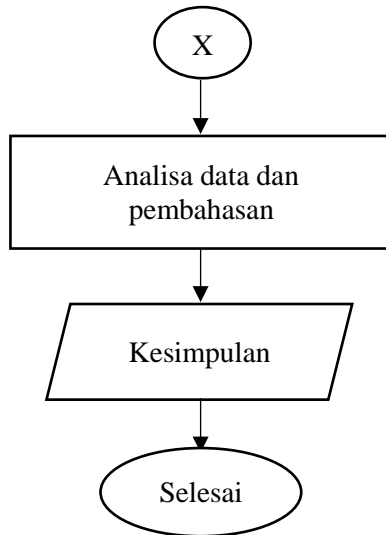 X
Analisa data dan
pembahasan
Kesimpulan
Selesai